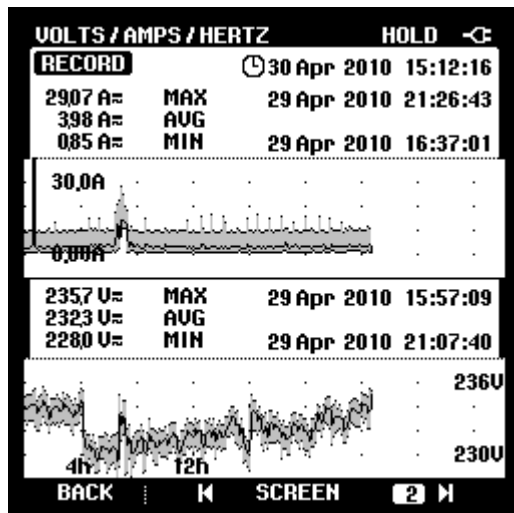 VOLTS / AMPS / HERTZ HOLD
RECORD 30 Apr 2010 15:12:16
29,07 A≂ MAX 29 Apr 2010 21:26:43
3,98 A≂ AVG
0,85 A≂ MIN 29 Apr 2010 16:37:01
30,0A
0,00A
235,7 V≂ MAX 29 Apr 2010 15:57:09
232,3 V≂ AVG
228,0 V≂ MIN 29 Apr 2010 21:07:40
236V
230V
4h 12h
BACK SCREEN 2